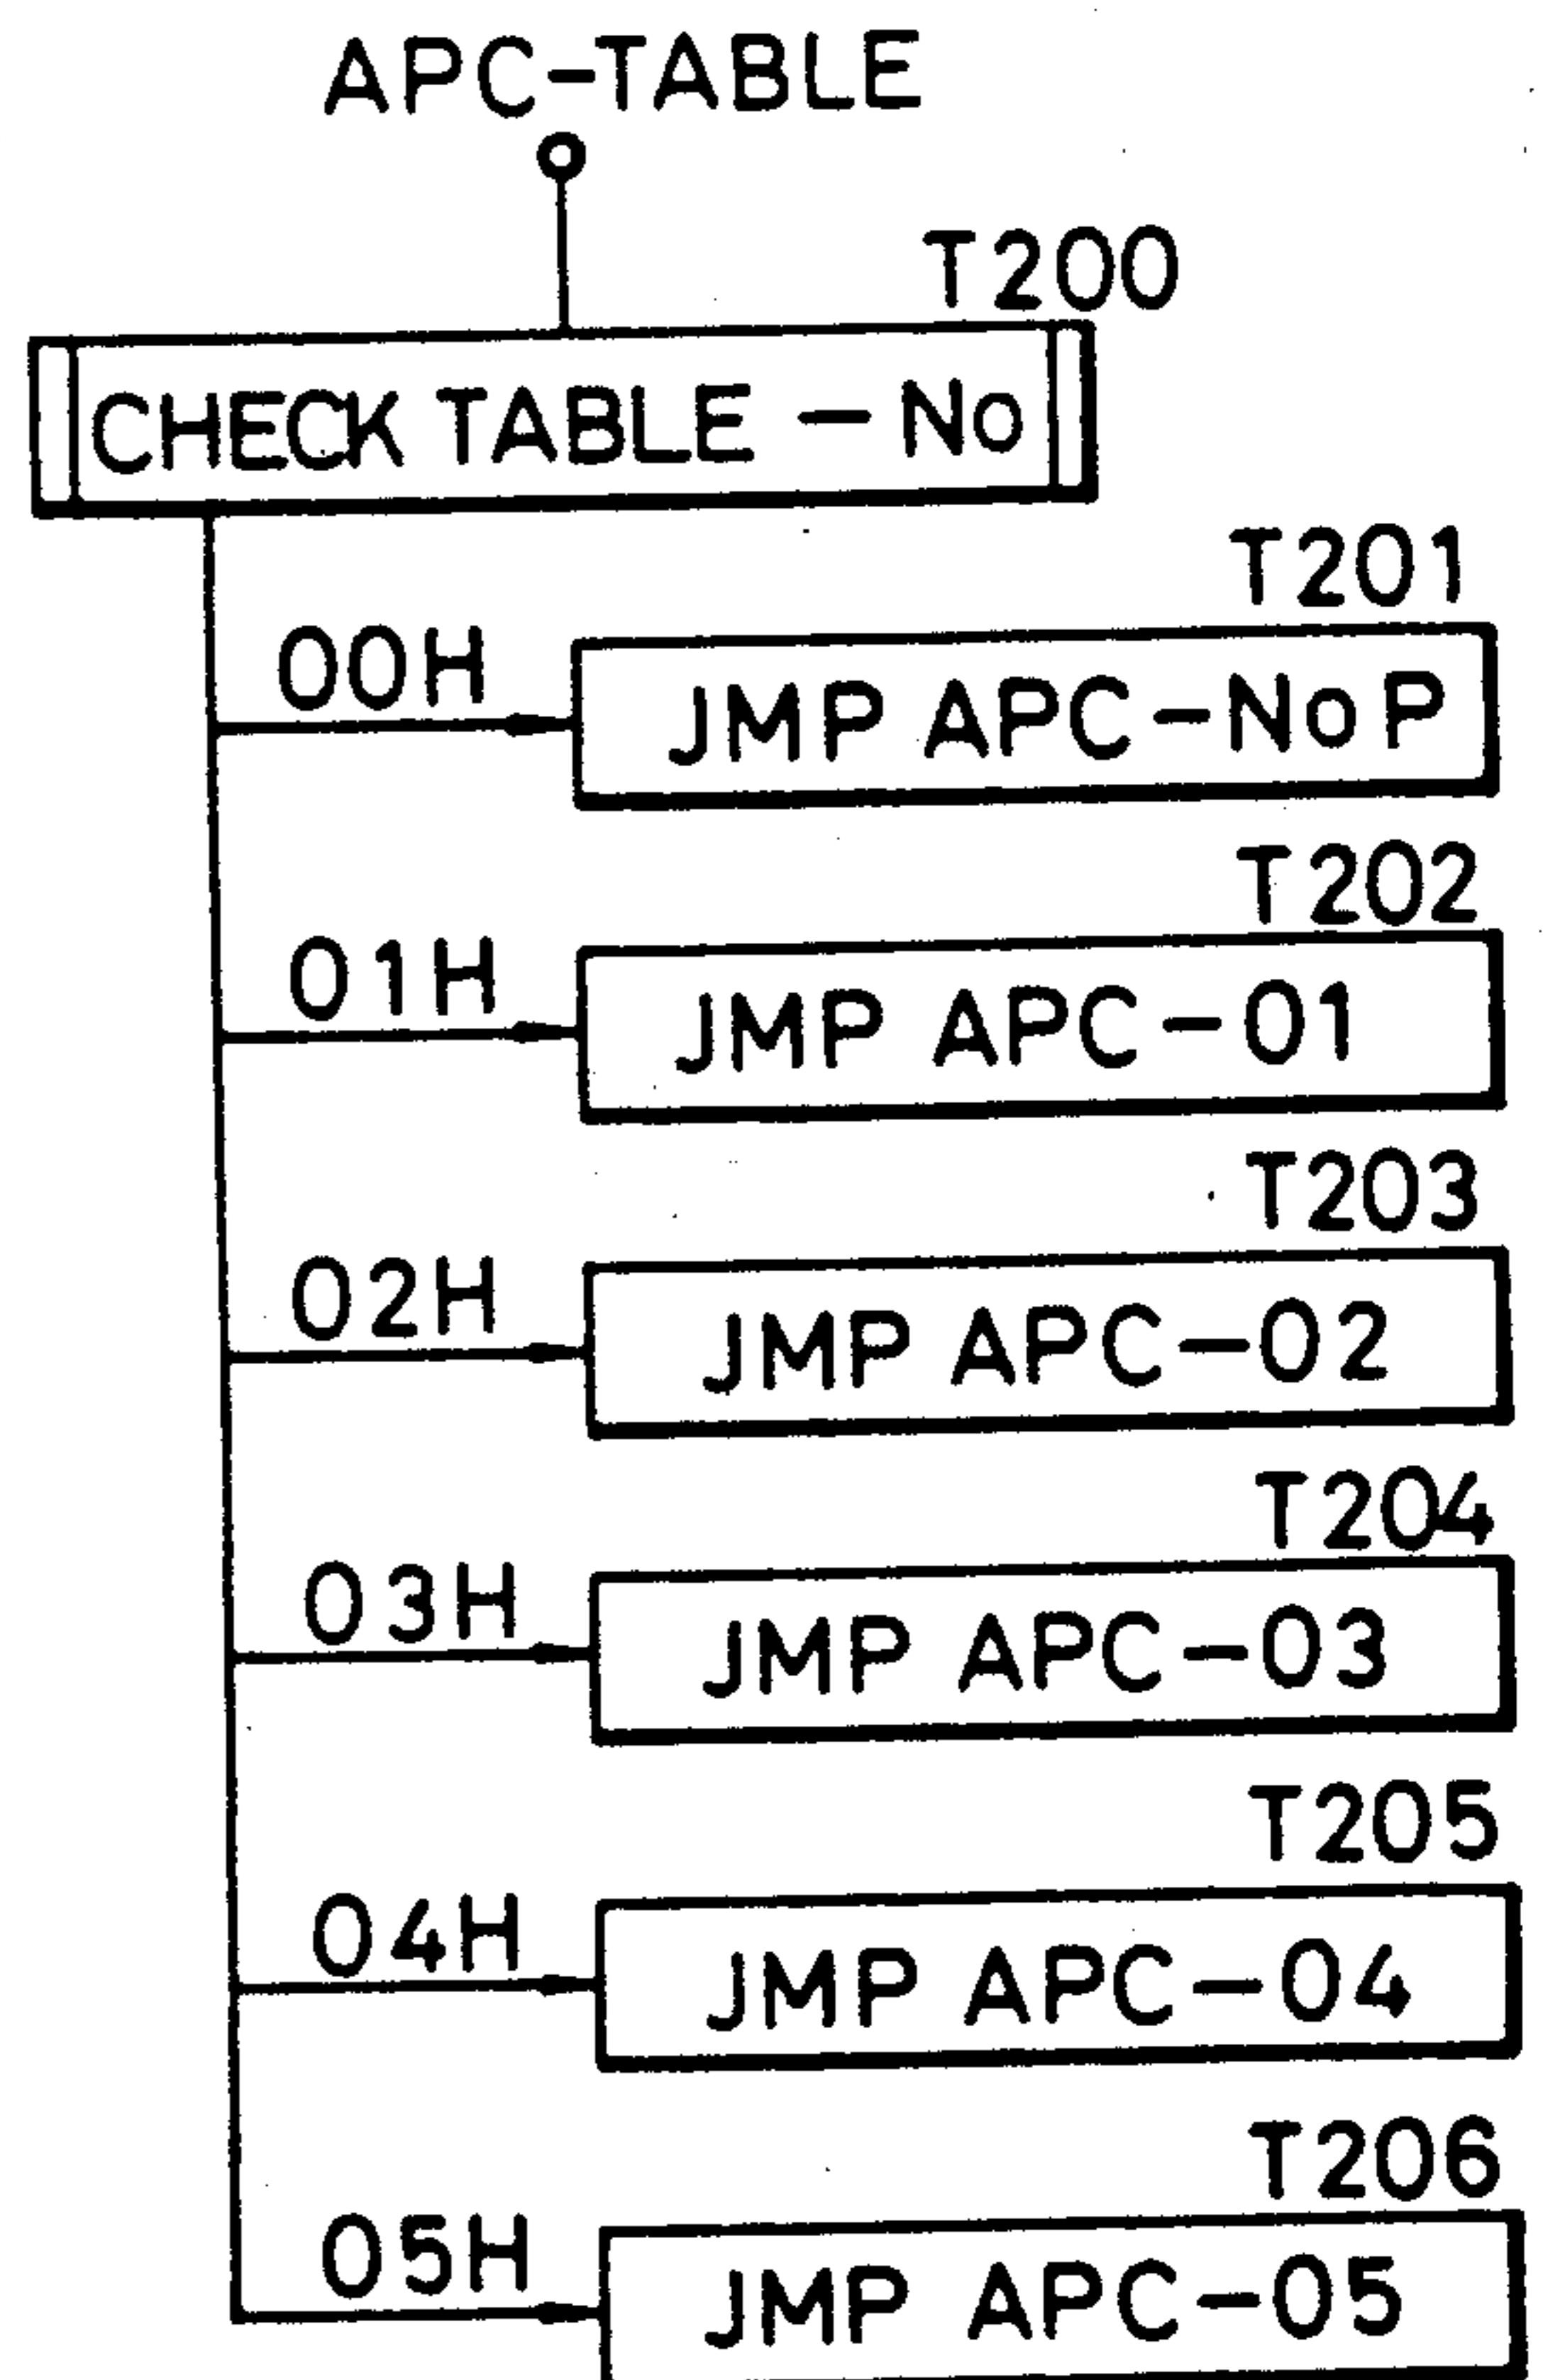 APC-TABLE
T200
CHECK TABLE-No
T201
00H
JMP APC-NoP
T202
01H
JMP APC-01
T203
02H
JMP APC-02
T204
03H
JMP APC-03
T205
04H
JMP APC-04
T206
05H
JMP APC-05